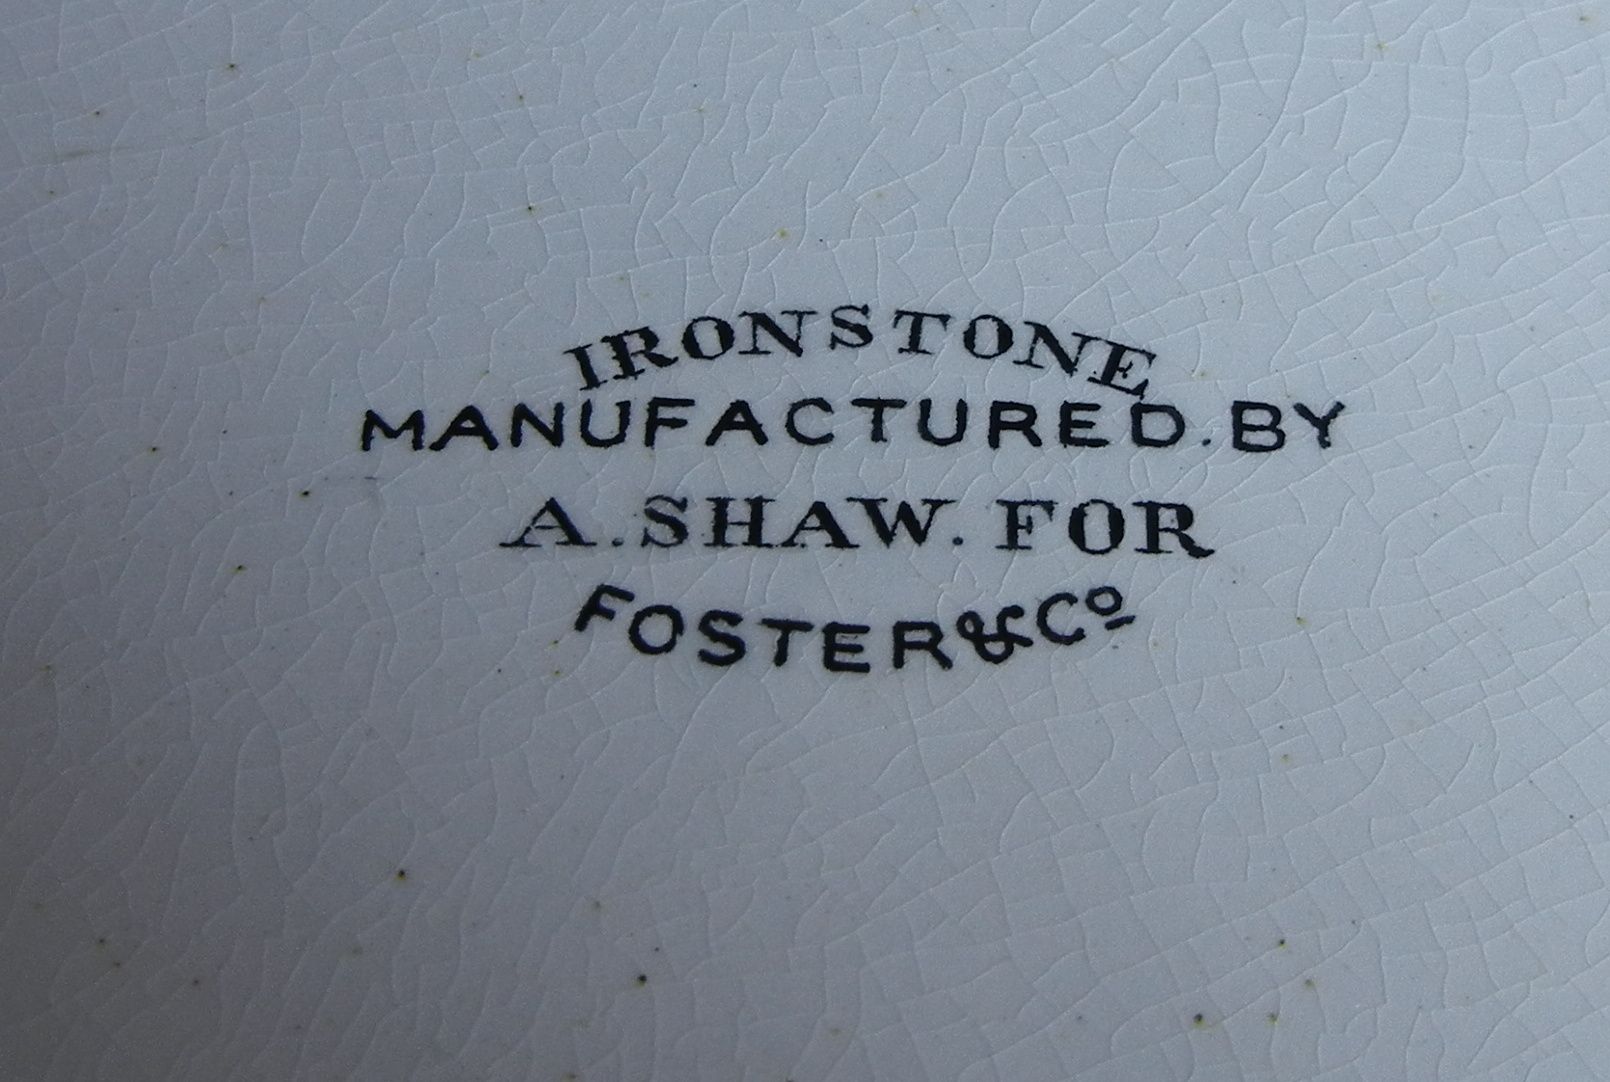 IRONSTONE
MANUFACTURED.BY
A.SHAW.FOR
FOSTER&Cº